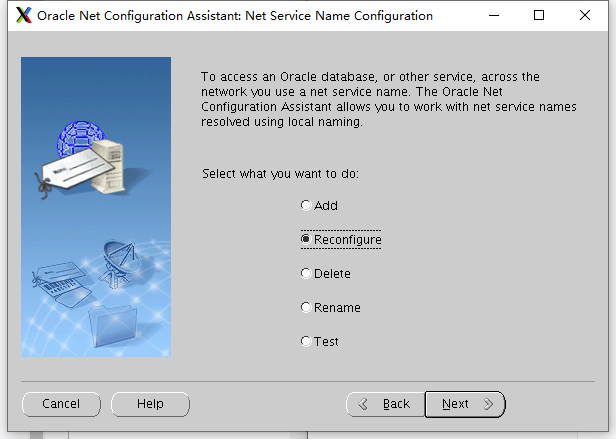 Oracle Net Configuration Assistant: Net Service Name Configuration
To access an Oracle database, or other service, across the
network you use a net service name. The Oracle Net
Configuration Assistant allows you to work with net service names
resolved using local naming.
Select what you want to do:
Add
Reconfigure
Delete
Rename
Test
Cancel Help Back Next